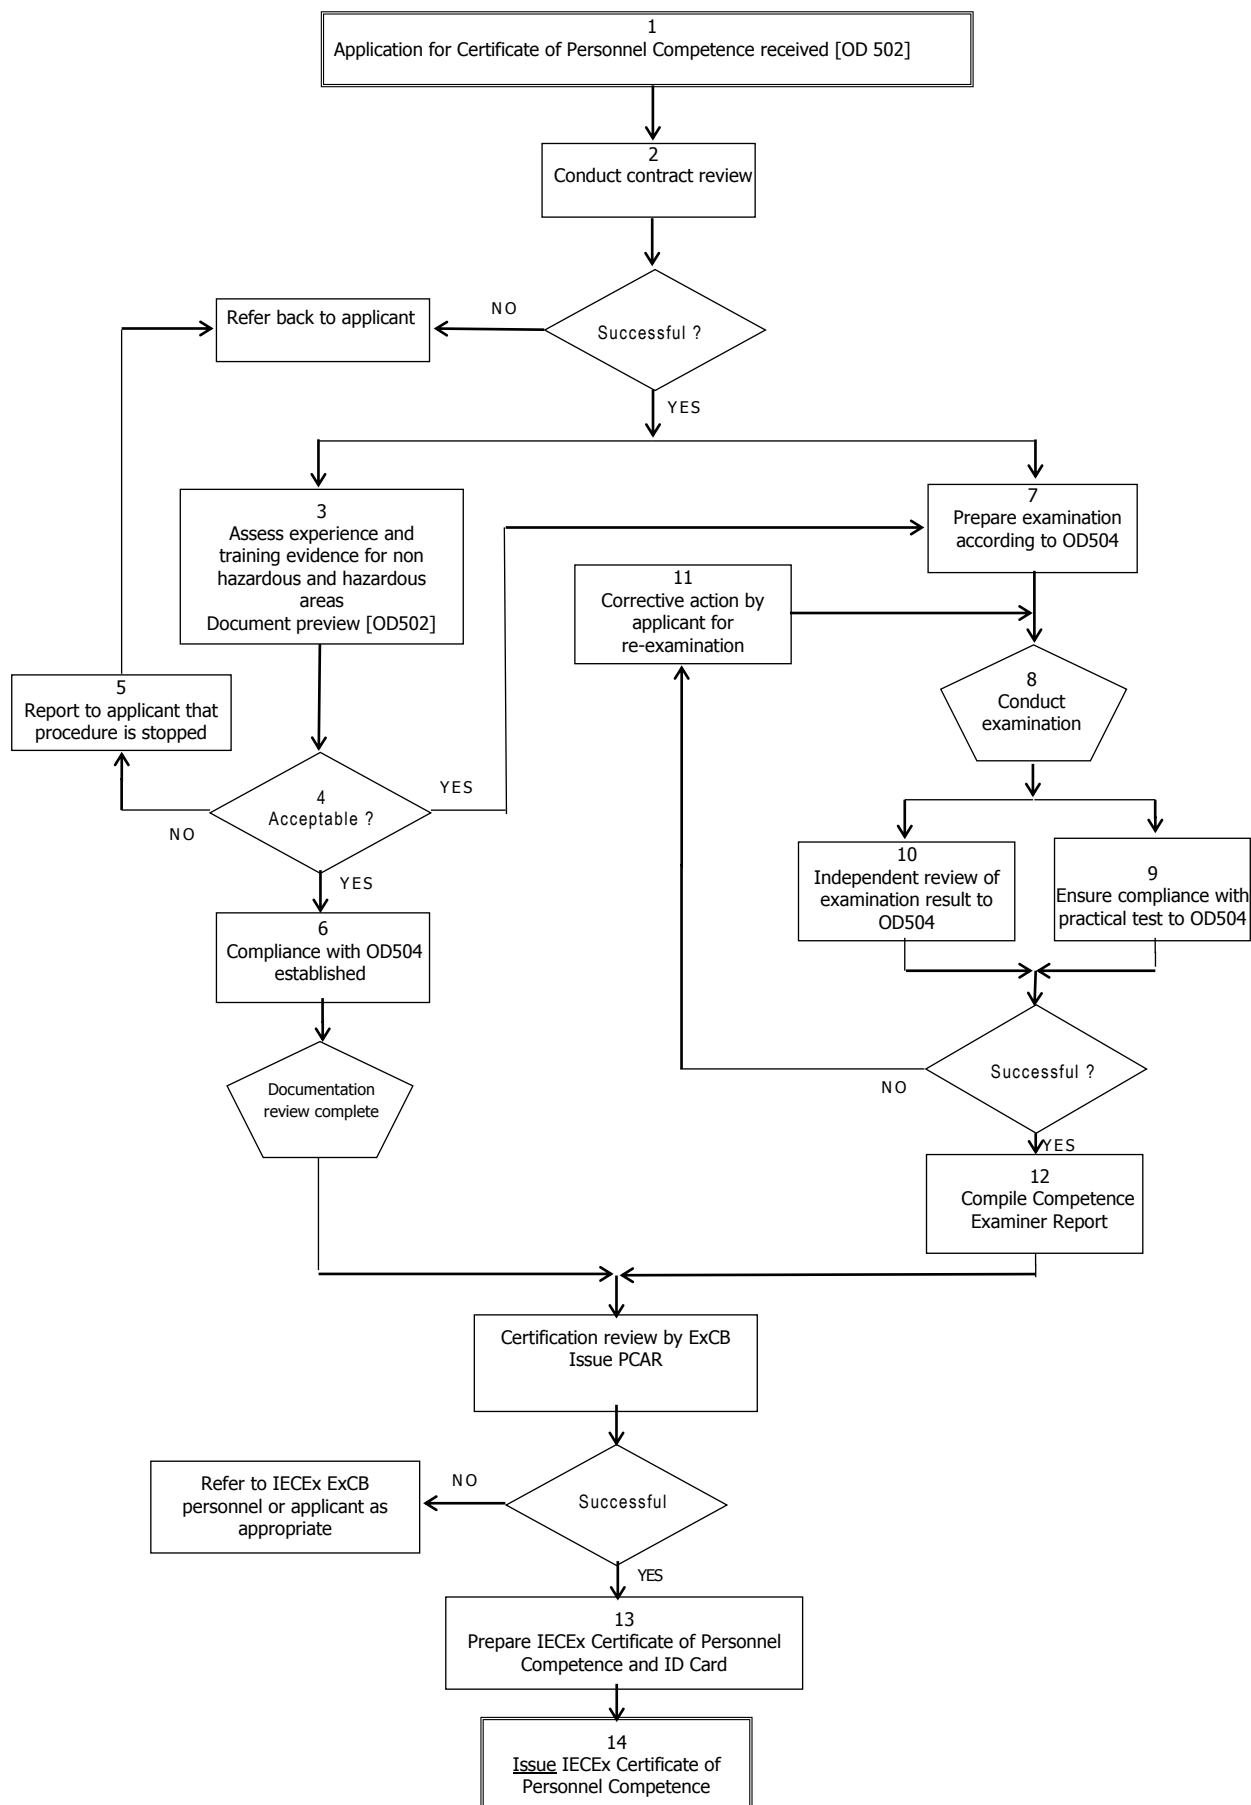 1
Application for Certificate of Personnel Competence received [OD 502]
2
Conduct contract review
Successful ?
NO
Refer back to applicant
YES
3
Assess experience and
training evidence for non
hazardous and hazardous
areas
Document preview [OD502]
7
Prepare examination
according to OD504
11
Corrective action by
applicant for
re-examination
5
Report to applicant that
procedure is stopped
8
Conduct
examination
4
Acceptable ?
YES
NO
YES
10
Independent review of
examination result to
OD504
9
Ensure compliance with
practical test to OD504
6
Compliance with OD504
established
Successful ?
NO
YES
Documentation
review complete
12
Compile Competence
Examiner Report
Certification review by ExCB
Issue PCAR
Successful
NO
Refer to IECEx ExCB
personnel or applicant as
appropriate
YES
13
Prepare IECEx Certificate of Personnel
Competence and ID Card
14
Issue IECEx Certificate of
Personnel Competence